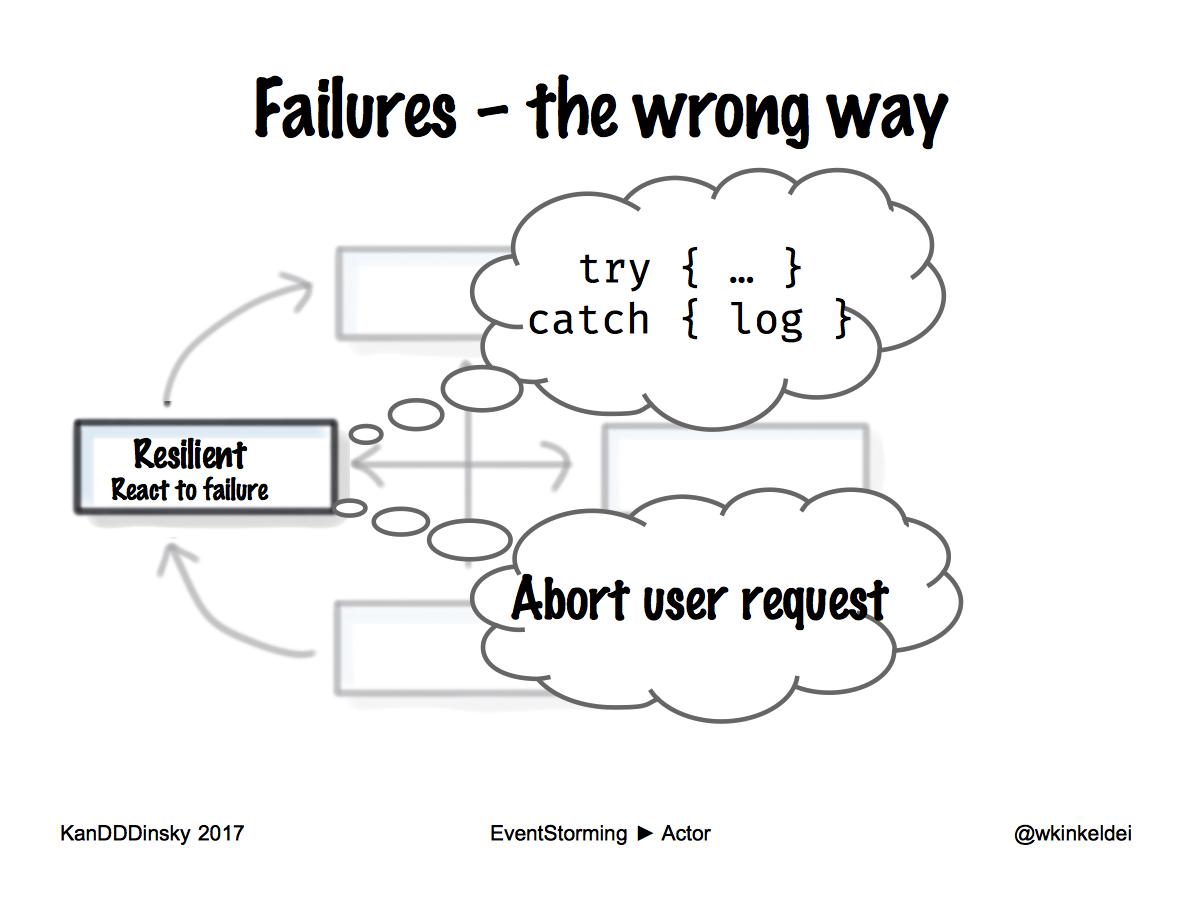 Failures – the wrong way
try { … }
catch { log }
Resilient
React to failure
Abort user request
KanDDDinsky 2017
EventStorming ► Actor
@wkinkeldei